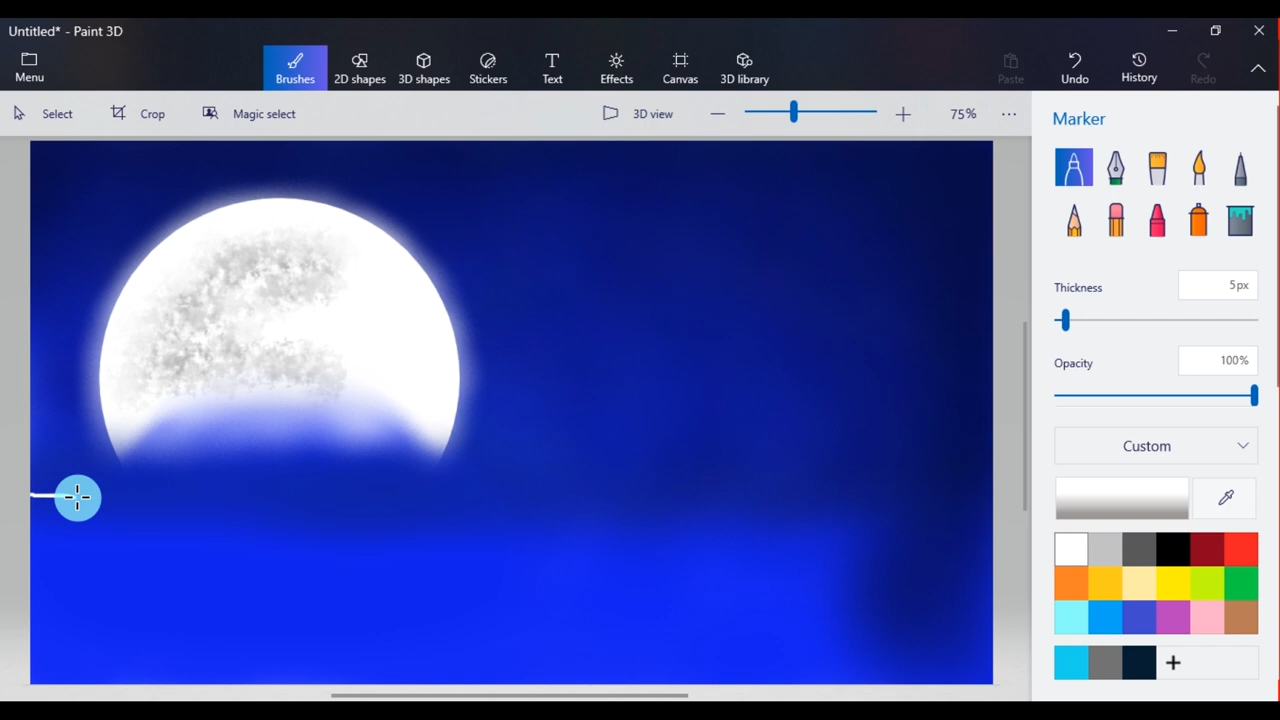 Untitled* - Paint 3D
Menu
Brushes
2D shapes
3D shapes
Stickers
Text
Effects
Canvas
3D library
Paste
Undo
History
Redo
Select
Crop
Magic select
3D view
75%
Marker
Thickness
5px
Opacity
100%
Custom